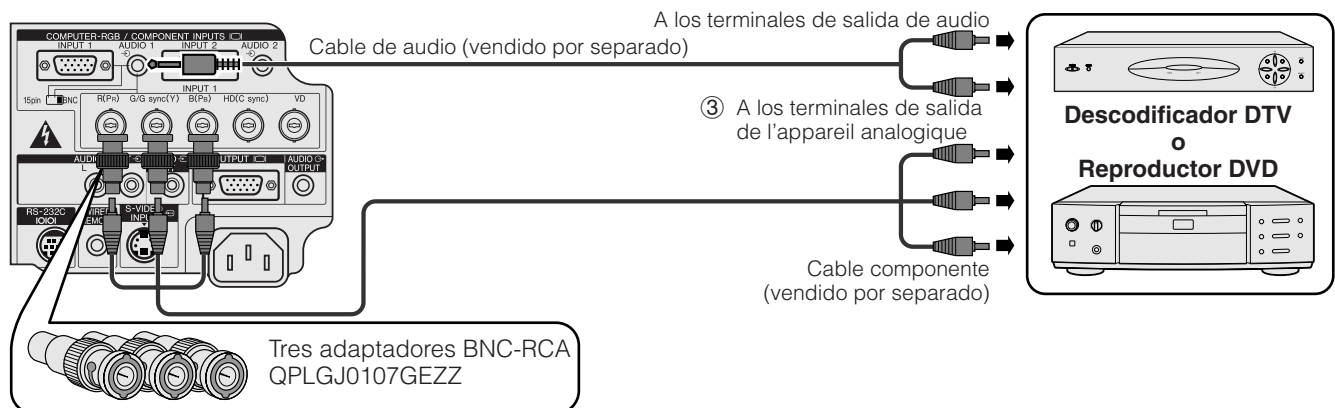 A los terminales de salida de audio
COMPUTER-RGB / COMPONENT INPUTS
INPUT 1 AUDIO 1 INPUT 2 AUDIO 2
Cable de audio (vendido por separado)
INPUT 1
15pin BNC
R(PR) G/G sync(Y) B(PB) HD(C sync) VD
③ A los terminales de salida
de l’appareil analogique
Descodificador DTV
o
Reproductor DVD
AUDIO OUTPUT
L
RS-232C
S-VIDEO
INPUT
Cable componente
(vendido por separado)
Tres adaptadores BNC-RCA
QPLGJ0107GEZZ